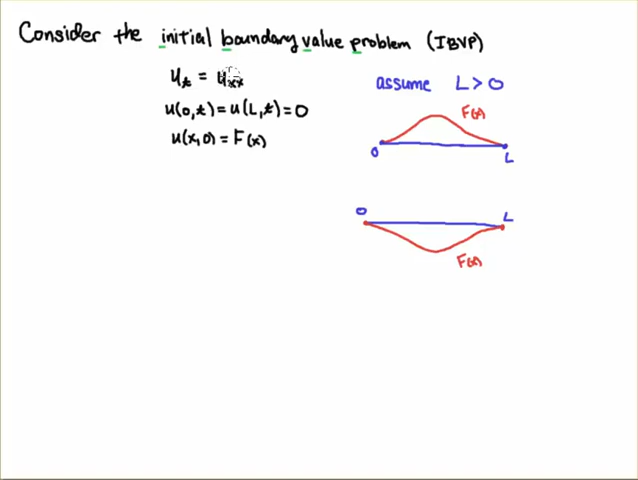 Consider the initial boundary value problem (IBVP)
u_t = u_xx
assume L > 0
u(0,t) = u(L,t) = 0
F(x)
u(x,0) = F(x)
0
L
0
L
F(x)